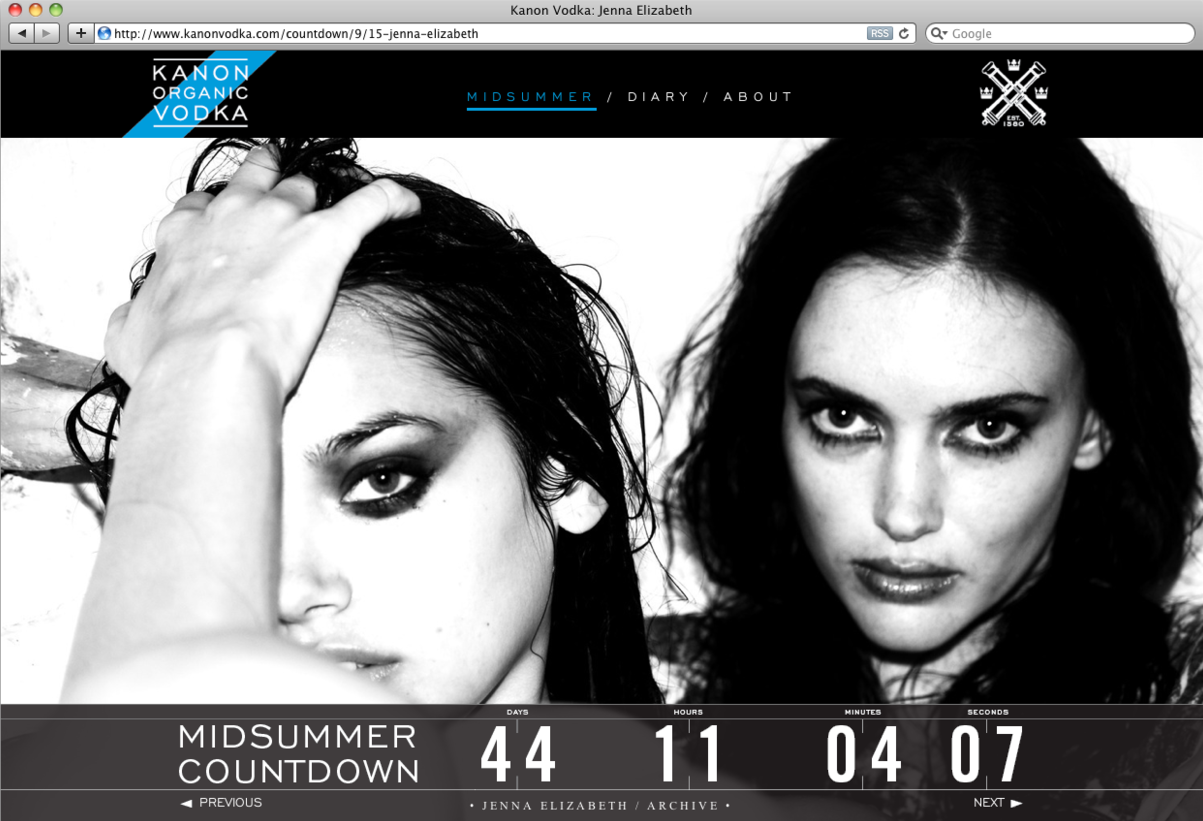 Kanon Vodka: Jenna Elizabeth
http://www.kanonvodka.com/countdown/9/15-jenna-elizabeth
RSS
Google
KANON
ORGANIC
VODKA
MIDSUMMER / DIARY / ABOUT
EST.
1580
DAYS HOURS MINUTES SECONDS
MIDSUMMER
COUNTDOWN
44 11 04 07
PREVIOUS
• JENNA ELIZABETH / ARCHIVE •
NEXT